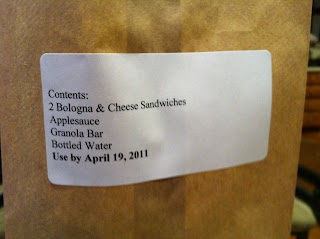 Contents:
2 Bologna & Cheese Sandwiches
Applesauce
Granola Bar
Bottled Water
Use by April 19, 2011